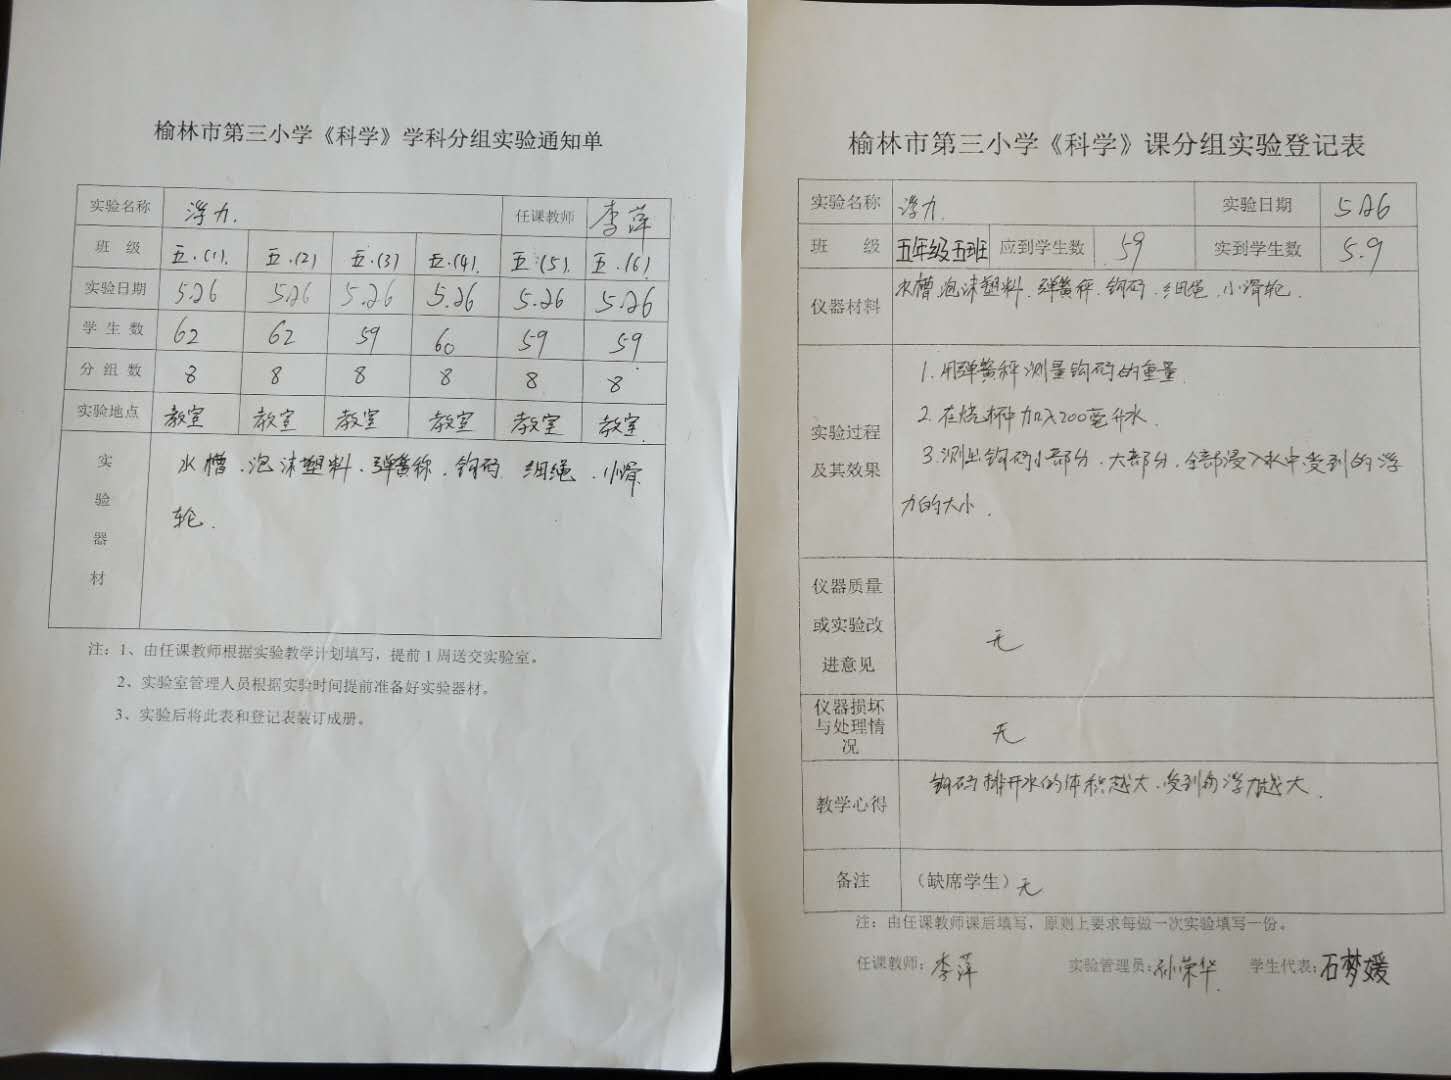 榆林市第三小学《科学》学科分组实验通知单
实验名称 浮力. 任课教师 李萍
班 级 五.(1). 五.(2) 五.(3) 五.(4). 五.(5). 五.(6)
实验日期 5.26 5.26 5.26 5.26 5.26 5.26
学 生 数 62 62 59 60 59 59
分 组 数 8 8 8 8 8 8
实验地点 教室 教室 教室 教室 教室 教室.
实验器材 水槽.泡沫塑料.弹簧称.钩码 细绳.小滑
轮.
注：1、由任课教师根据实验教学计划填写，提前1周送交实验室。
2、实验室管理人员根据实验时间提前准备好实验器材。
3、实验后将此表和登记表装订成册。
榆林市第三小学《科学》课分组实验登记表
实验名称 浮力. 实验日期 5.26
班 级 五年级五班 应到学生数 59 实到学生数 5.9
仪器材料 水槽.泡沫塑料.弹簧秤.钩码.细绳.小滑轮.
实验过程及其效果 1.用弹簧秤测量钩码的重量.
2.在烧杯中加入200毫升水.
3.测出钩码小部分.大部分.全部浸入水中受到的浮
力的大小.
仪器质量或实验改进意见 无
仪器损坏与处理情况 无
教学心得 钩码排开水的体积越大.受到的浮力越大.
备注 （缺席学生）无
注：由任课教师课后填写，原则上要求每做一次实验填写一份。
任课教师：李萍 实验管理员：孙荣华 学生代表：石梦媛